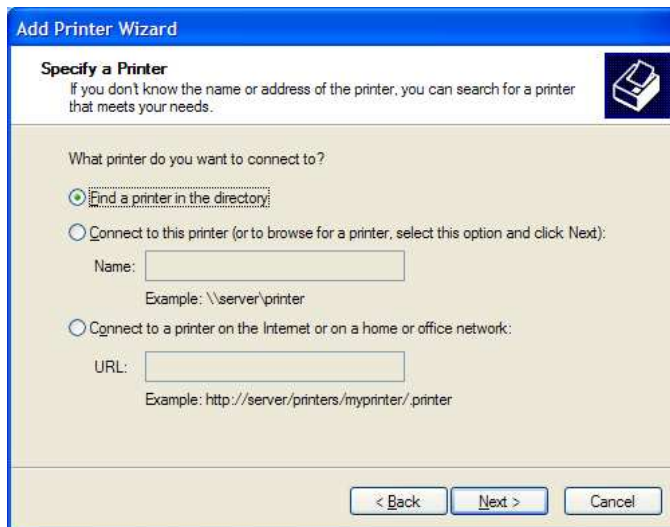 Add Printer Wizard
Specify a Printer
If you don't know the name or address of the printer, you can search for a printer
that meets your needs.
What printer do you want to connect to?
Find a printer in the directory
Connect to this printer (or to browse for a printer, select this option and click Next):
Name:
Example: \\server\printer
Connect to a printer on the Internet or on a home or office network:
URL:
Example: http://server/printers/myprinter/.printer
< Back Next > Cancel